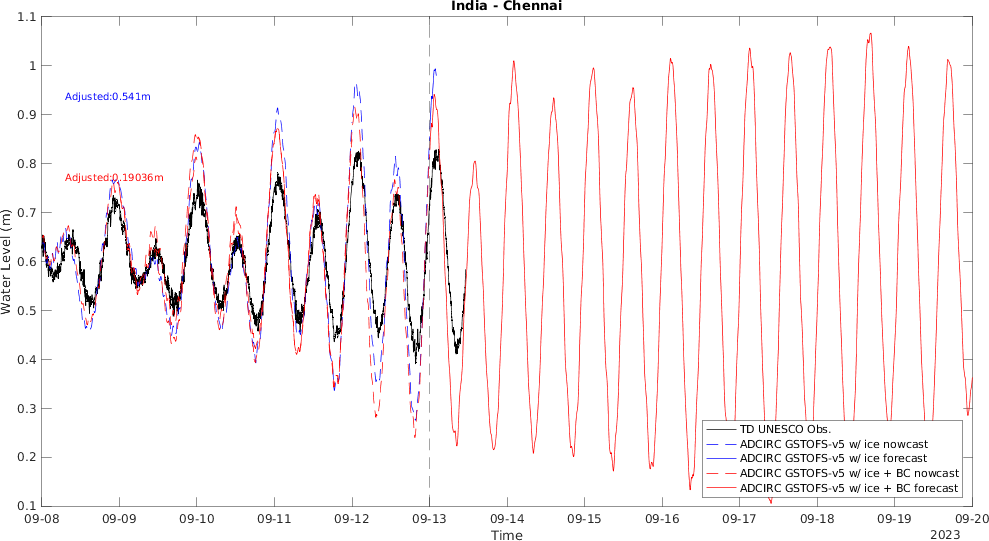 India - Chennai
1.1
1
0.9
0.8
0.7
0.6
0.5
0.4
0.3
0.2
0.1
Water Level (m)
Adjusted:0.541m
Adjusted:0.19036m
TD UNESCO Obs.
ADCIRC GSTOFS-v5 w/ ice nowcast
ADCIRC GSTOFS-v5 w/ ice forecast
ADCIRC GSTOFS-v5 w/ ice + BC nowcast
ADCIRC GSTOFS-v5 w/ ice + BC forecast
09-08 09-09 09-10 09-11 09-12 09-13 09-14 09-15 09-16 09-17 09-18 09-19 09-20
Time
2023